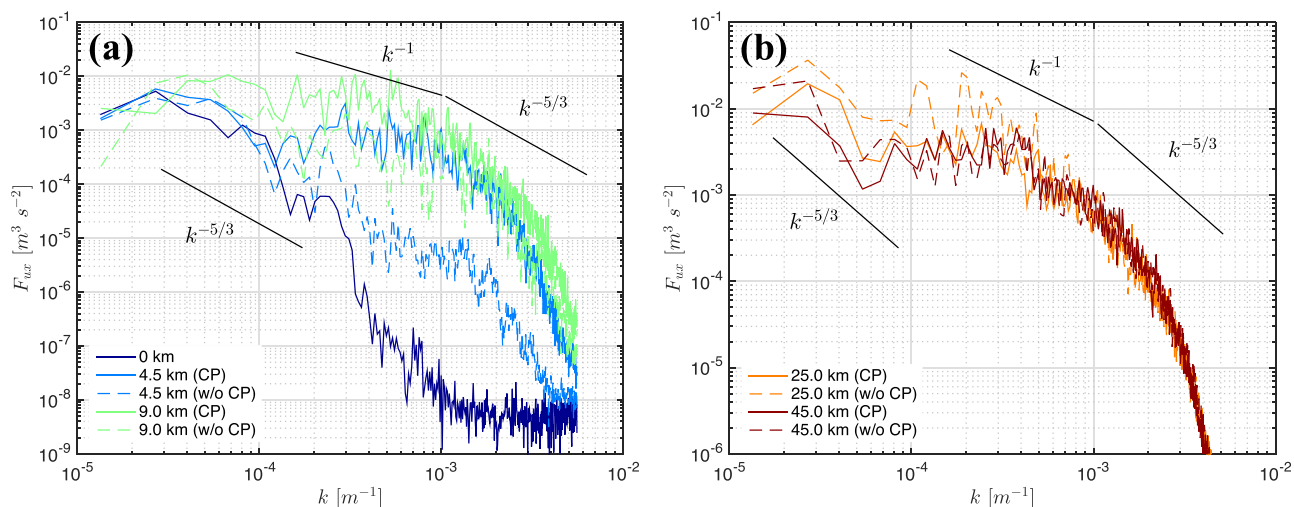 (a)
10^-1
10^-2
10^-3
10^-4
10^-5
10^-6
10^-7
10^-8
10^-9
F_ux [m^3 s^-2]
k^-1
k^-5/3
k^-5/3
0 km
4.5 km (CP)
4.5 km (w/o CP)
9.0 km (CP)
9.0 km (w/o CP)
10^-5 10^-4 10^-3 10^-2
k [m^-1]
(b)
10^-1
10^-2
10^-3
10^-4
10^-5
10^-6
F_ux [m^3 s^-2]
k^-1
k^-5/3
k^-5/3
25.0 km (CP)
25.0 km (w/o CP)
45.0 km (CP)
45.0 km (w/o CP)
10^-5 10^-4 10^-3 10^-2
k [m^-1]